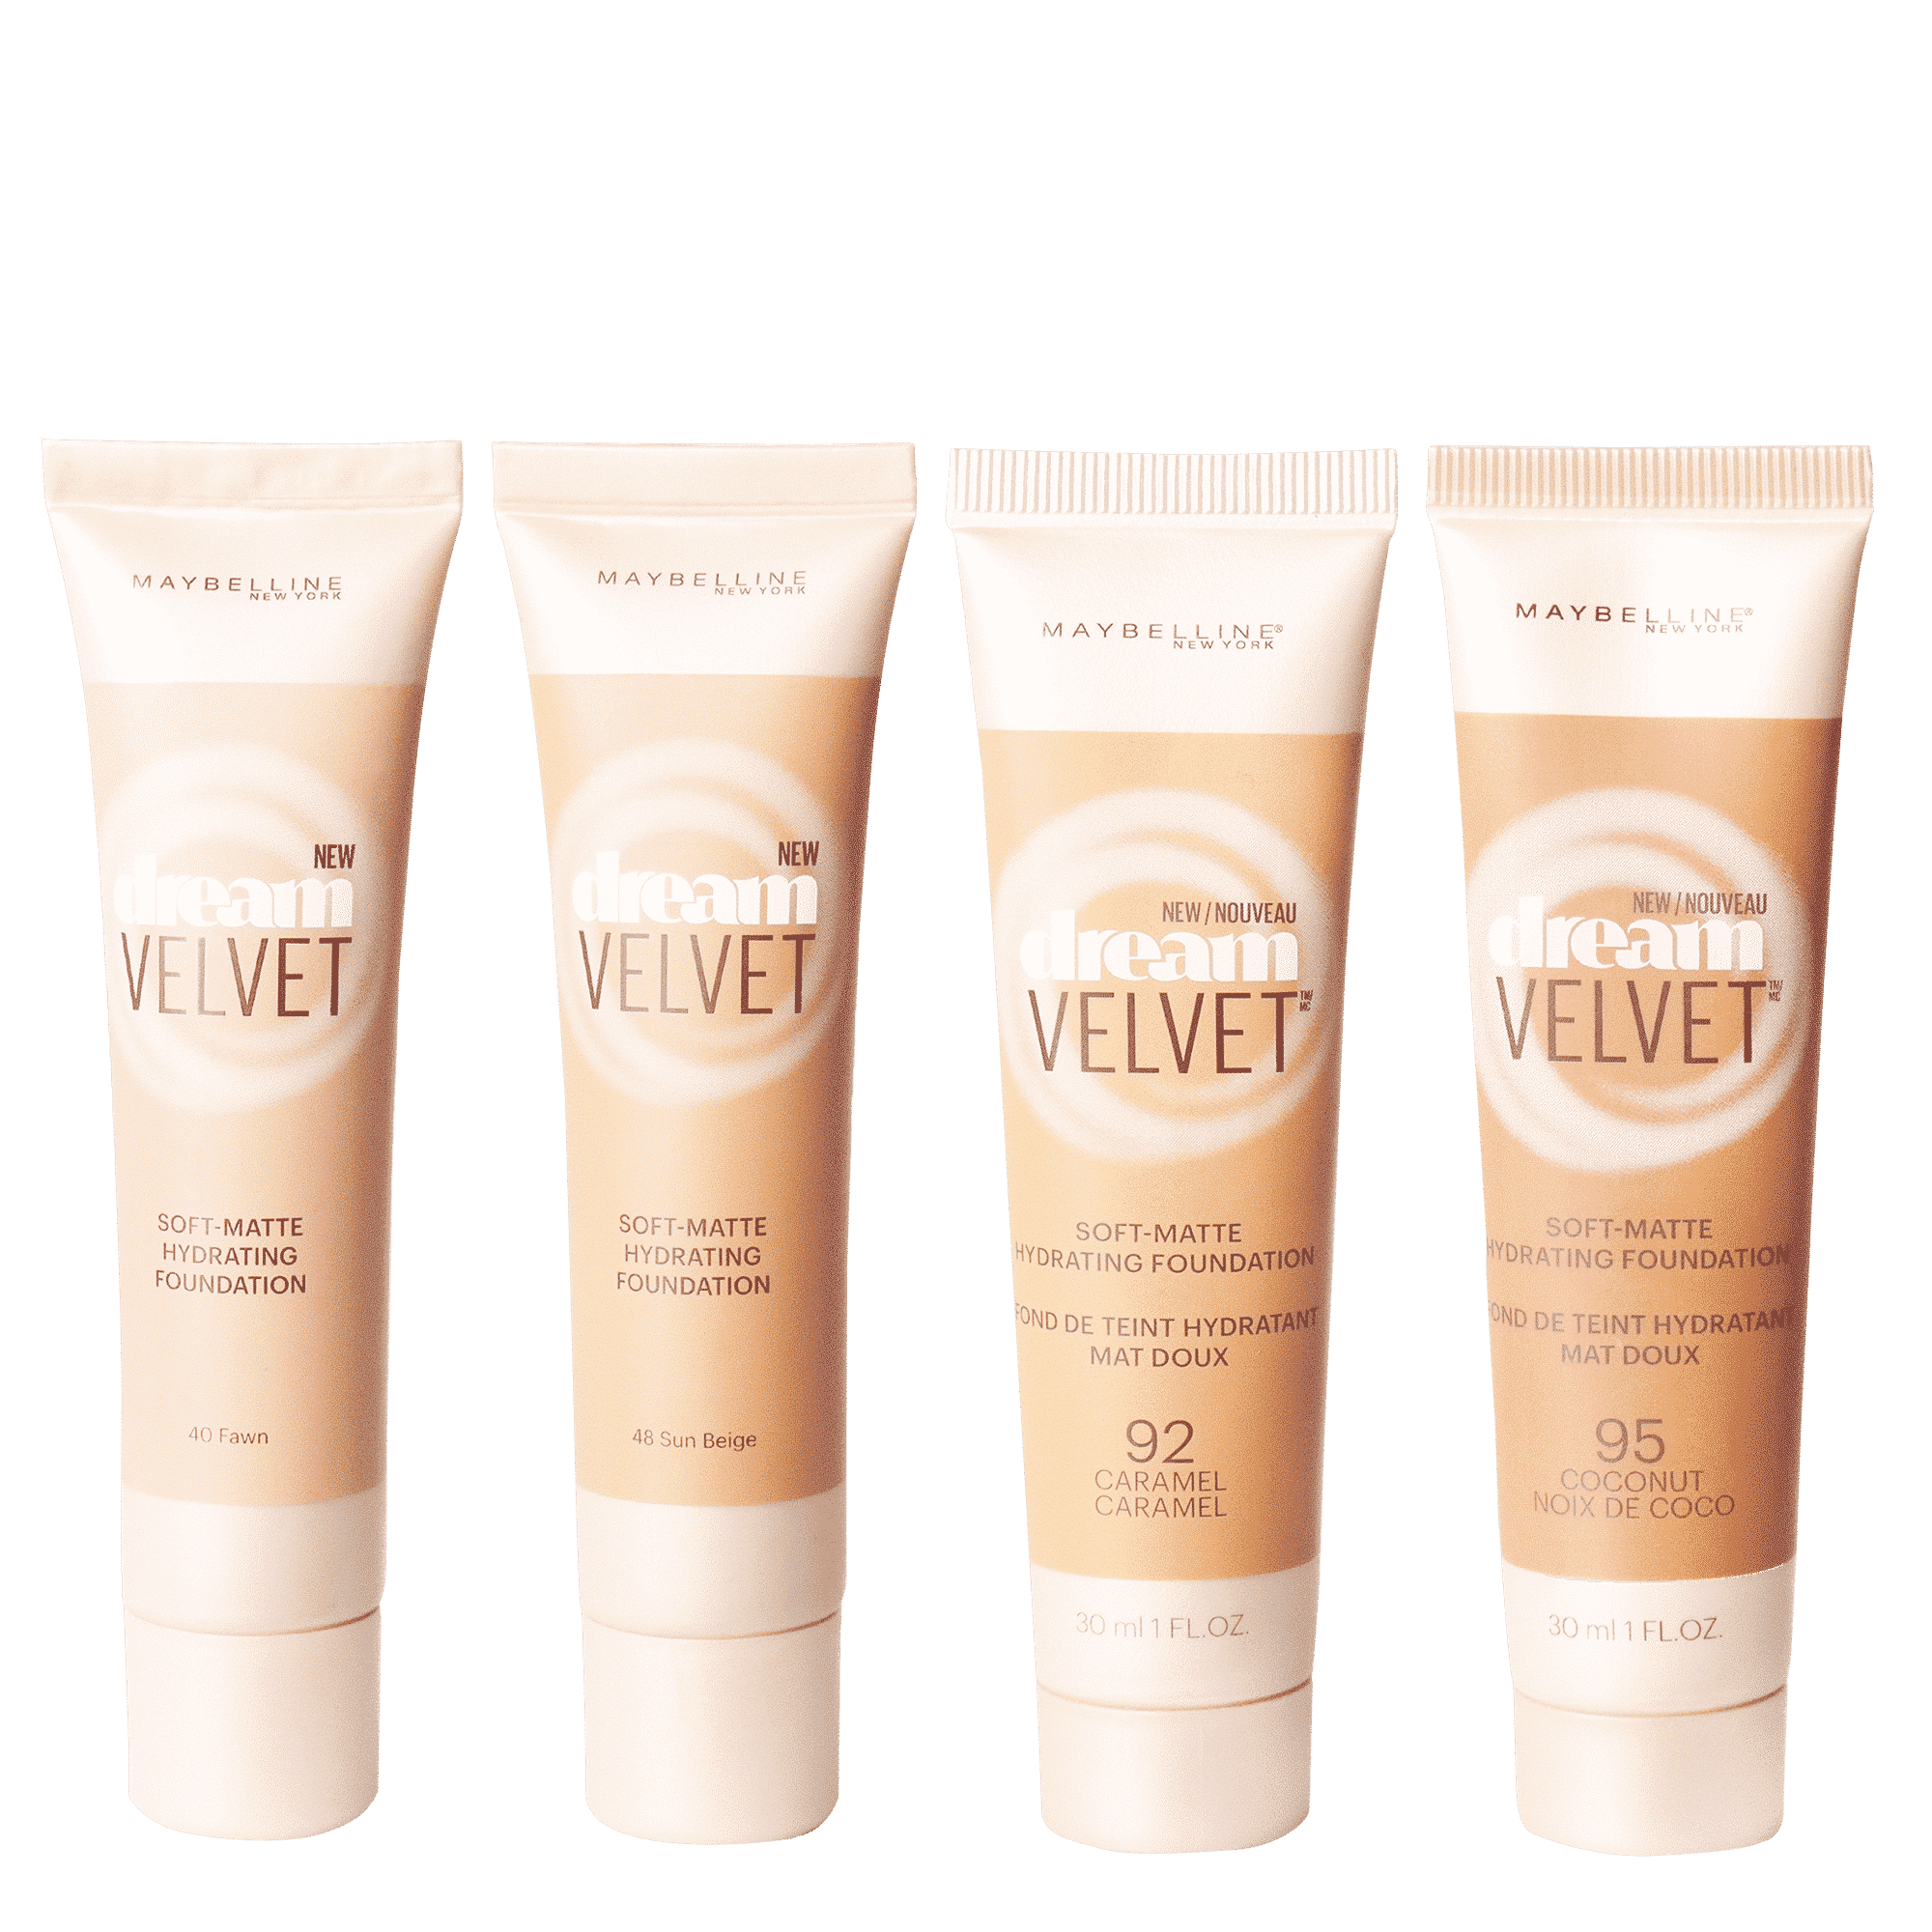 MAYBELLINE
NEW YORK
NEW
dream
VELVET
SOFT-MATTE
HYDRATING
FOUNDATION
40 Fawn
MAYBELLINE
NEW YORK
NEW
dream
VELVET
SOFT-MATTE
HYDRATING
FOUNDATION
48 Sun Beige
MAYBELLINE®
NEW YORK
NEW / NOUVEAU
dream
VELVET TM/MC
SOFT-MATTE
HYDRATING FOUNDATION
FOND DE TEINT HYDRATANT
MAT DOUX
92
CARAMEL
CARAMEL
30 ml 1 FL.OZ.
MAYBELLINE®
NEW YORK
NEW / NOUVEAU
dream
VELVET TM/MC
SOFT-MATTE
HYDRATING FOUNDATION
FOND DE TEINT HYDRATANT
MAT DOUX
95
COCONUT
NOIX DE COCO
30 ml 1 FL.OZ.